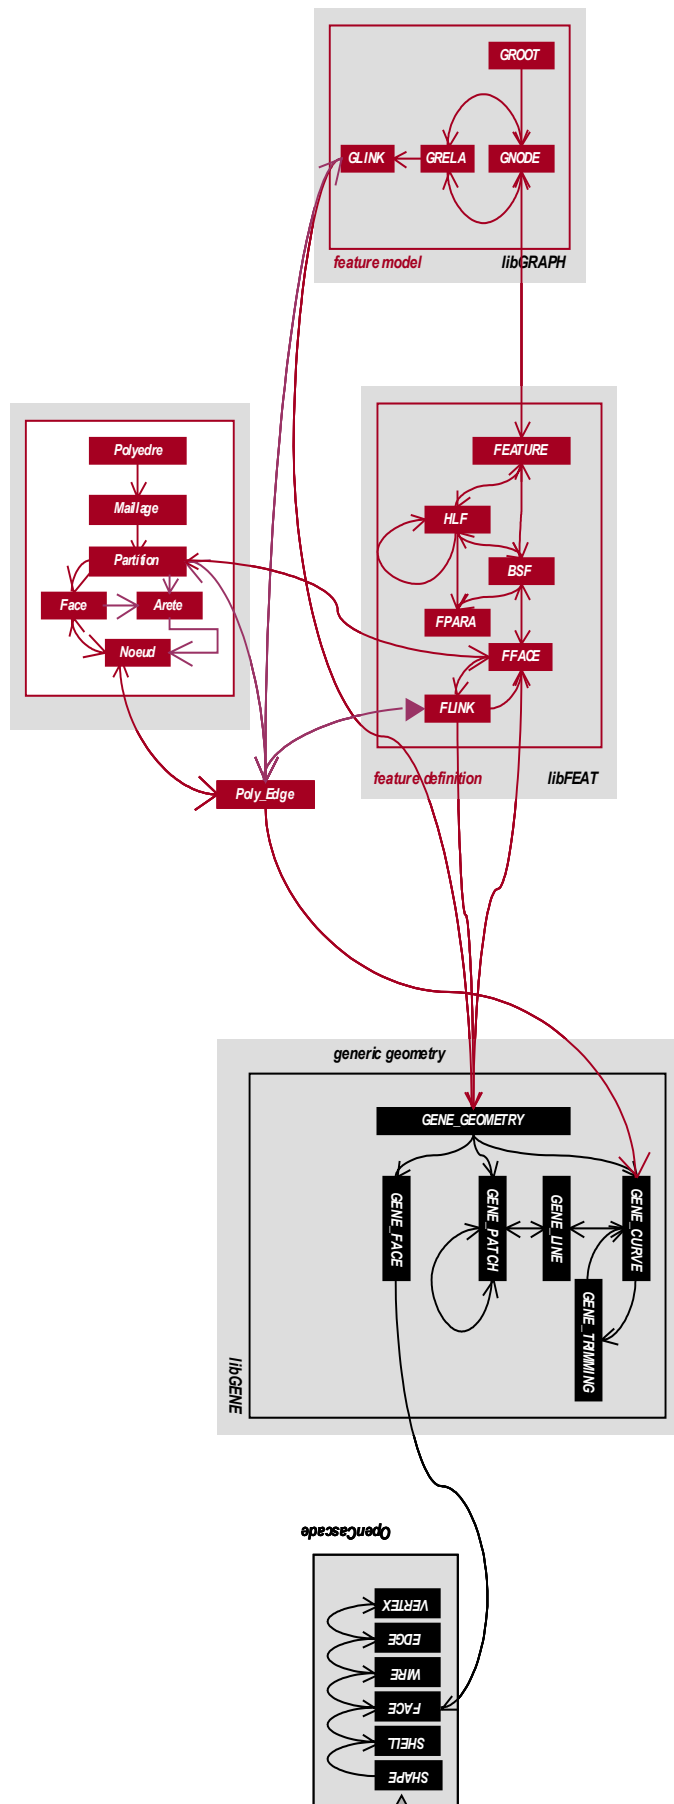 GROOT
GLINK
GRELA
GNODE
feature model
libGRAPH
Polyedre
Maillage
Partition
Face
Arete
Noeud
FEATURE
HLF
BSF
FPARA
FFACE
FLINK
feature definition
libFEAT
Poly_Edge
generic geometry
GENE_GEOMETRY
GENE_FACE
GENE_PATCH
GENE_LINE
GENE_CURVE
GENE_TRIMMING
libGENE
OpenCascade
VERTEX
EDGE
WIRE
FACE
SHELL
SHAPE